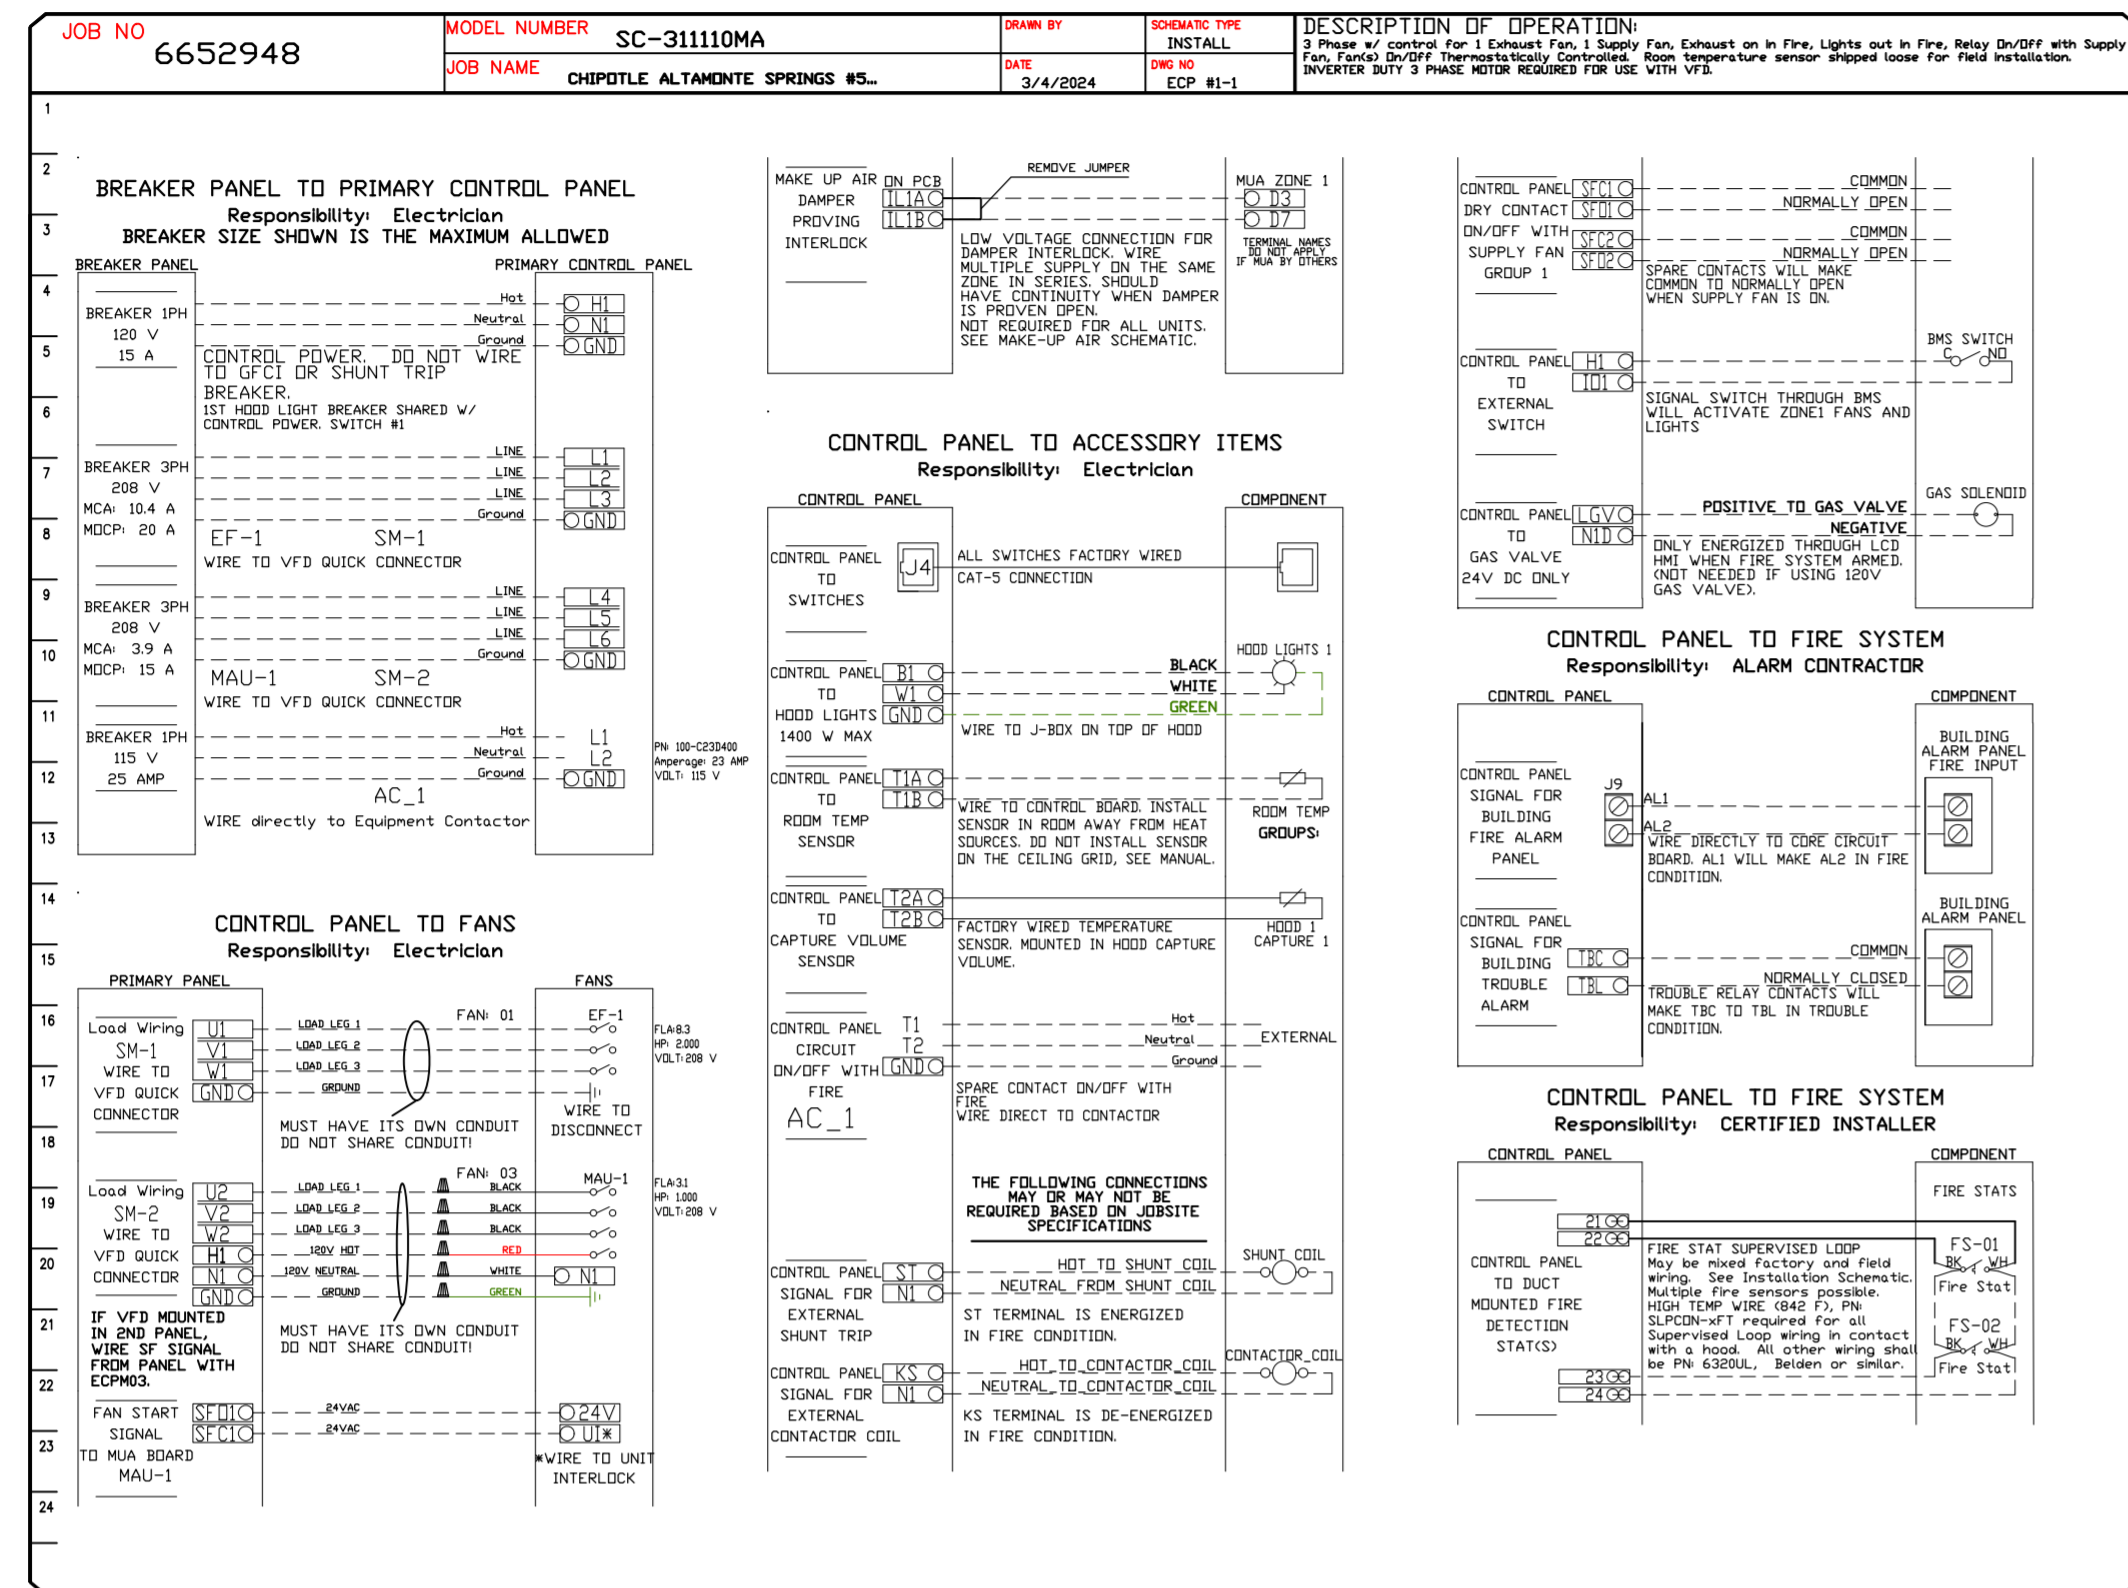 JOB NO
6652948
MODEL NUMBER
SC-311110MA
JOB NAME
CHIPOTLE ALTAMONTE SPRINGS #5...
DRAWN BY
DATE
3/4/2024
SCHEMATIC TYPE
INSTALL
DWG NO
ECP #1-1
DESCRIPTION OF OPERATION:
3 Phase w/ control for 1 Exhaust Fan, 1 Supply Fan, Exhaust on in Fire, Lights out in Fire, Relay On/Off with Supply
Fan, Fan(s) On/Off Thermostatically Controlled. Room temperature sensor shipped loose for field installation.
INVERTER DUTY 3 PHASE MOTOR REQUIRED FOR USE WITH VFD.
1
2
3
4
5
6
7
8
9
10
11
12
13
14
15
16
17
18
19
20
21
22
23
24
BREAKER PANEL TO PRIMARY CONTROL PANEL
Responsibility: Electrician
BREAKER SIZE SHOWN IS THE MAXIMUM ALLOWED
BREAKER PANEL
PRIMARY CONTROL PANEL
BREAKER 1PH
120 V
15 A
Hot
H1
Neutral
N1
Ground
GND
CONTROL POWER. DO NOT WIRE
TO GFCI OR SHUNT TRIP
BREAKER.
1ST HOOD LIGHT BREAKER SHARED W/
CONTROL POWER. SWITCH #1
BREAKER 3PH
208 V
MCA: 10.4 A
MOCP: 20 A
LINE
L1
LINE
L2
LINE
L3
Ground
GND
EF-1
SM-1
WIRE TO VFD QUICK CONNECTOR
BREAKER 3PH
208 V
MCA: 3.9 A
MOCP: 15 A
LINE
L4
LINE
L5
LINE
L6
Ground
GND
MAU-1
SM-2
WIRE TO VFD QUICK CONNECTOR
BREAKER 1PH
115 V
25 AMP
Hot
L1
Neutral
L2
Ground
GND
PN: 100-C23D400
Amperage: 23 AMP
VOLT: 115 V
AC_1
WIRE directly to Equipment Contactor
CONTROL PANEL TO FANS
Responsibility: Electrician
PRIMARY PANEL
FANS
Load Wiring
SM-1
WIRE TO
VFD QUICK
CONNECTOR
U1
V1
W1
GND
LOAD LEG 1
LOAD LEG 2
LOAD LEG 3
GROUND
FAN: 01
EF-1
FLA:8.3
HP: 2.000
VOLT:208 V
WIRE TO
DISCONNECT
MUST HAVE ITS OWN CONDUIT
DO NOT SHARE CONDUIT!
Load Wiring
SM-2
WIRE TO
VFD QUICK
CONNECTOR
U2
V2
W2
H1
N1
GND
LOAD LEG 1
LOAD LEG 2
LOAD LEG 3
120V HOT
120V NEUTRAL
GROUND
FAN: 03
BLACK
BLACK
BLACK
RED
WHITE
GREEN
MAU-1
N1
FLA:3.1
HP: 1.000
VOLT:208 V
IF VFD MOUNTED
IN 2ND PANEL,
WIRE SF SIGNAL
FROM PANEL WITH
ECPM03.
MUST HAVE ITS OWN CONDUIT
DO NOT SHARE CONDUIT!
FAN START
SIGNAL
TO MUA BOARD
MAU-1
SFO1
SFC1
24VAC
24VAC
24V
UI*
*WIRE TO UNIT
INTERLOCK
MAKE UP AIR
DAMPER
PROVING
INTERLOCK
ON PCB
IL1A
IL1B
REMOVE JUMPER
MUA ZONE 1
D3
D7
TERMINAL NAMES
DO NOT APPLY
IF MUA BY OTHERS
LOW VOLTAGE CONNECTION FOR
DAMPER INTERLOCK. WIRE
MULTIPLE SUPPLY ON THE SAME
ZONE IN SERIES. SHOULD
HAVE CONTINUITY WHEN DAMPER
IS PROVEN OPEN.
NOT REQUIRED FOR ALL UNITS.
SEE MAKE-UP AIR SCHEMATIC.
CONTROL PANEL TO ACCESSORY ITEMS
Responsibility: Electrician
CONTROL PANEL
COMPONENT
CONTROL PANEL
TO
SWITCHES
J4
ALL SWITCHES FACTORY WIRED
CAT-5 CONNECTION
CONTROL PANEL
TO
HOOD LIGHTS
1400 W MAX
B1
W1
GND
BLACK
WHITE
GREEN
HOOD LIGHTS 1
WIRE TO J-BOX ON TOP OF HOOD
CONTROL PANEL
TO
ROOM TEMP
SENSOR
T1A
T1B
WIRE TO CONTROL BOARD. INSTALL
SENSOR IN ROOM AWAY FROM HEAT
SOURCES. DO NOT INSTALL SENSOR
ON THE CEILING GRID, SEE MANUAL.
ROOM TEMP
GROUPS:
CONTROL PANEL
TO
CAPTURE VOLUME
SENSOR
T2A
T2B
FACTORY WIRED TEMPERATURE
SENSOR. MOUNTED IN HOOD CAPTURE
VOLUME.
HOOD 1
CAPTURE 1
CONTROL PANEL
CIRCUIT
ON/OFF WITH
FIRE
AC_1
T1
T2
GND
Hot
Neutral
Ground
EXTERNAL
SPARE CONTACT ON/OFF WITH
FIRE
WIRE DIRECT TO CONTACTOR
THE FOLLOWING CONNECTIONS
MAY OR MAY NOT BE
REQUIRED BASED ON JOBSITE
SPECIFICATIONS
CONTROL PANEL
SIGNAL FOR
EXTERNAL
SHUNT TRIP
ST
N1
HOT TO SHUNT COIL
NEUTRAL FROM SHUNT COIL
SHUNT COIL
ST TERMINAL IS ENERGIZED
IN FIRE CONDITION.
CONTROL PANEL
SIGNAL FOR
EXTERNAL
CONTACTOR COIL
KS
N1
HOT TO CONTACTOR COIL
NEUTRAL TO CONTACTOR COIL
CONTACTOR COIL
KS TERMINAL IS DE-ENERGIZED
IN FIRE CONDITION.
CONTROL PANEL
DRY CONTACT
ON/OFF WITH
SUPPLY FAN
GROUP 1
SFC1
SFO1
SFC2
SFO2
COMMON
NORMALLY OPEN
COMMON
NORMALLY OPEN
SPARE CONTACTS WILL MAKE
COMMON TO NORMALLY OPEN
WHEN SUPPLY FAN IS ON.
CONTROL PANEL
TO
EXTERNAL
SWITCH
H1
IO1
BMS SWITCH
C
NO
SIGNAL SWITCH THROUGH BMS
WILL ACTIVATE ZONE1 FANS AND
LIGHTS
CONTROL PANEL
TO
GAS VALVE
24V DC ONLY
LGV
N1D
POSITIVE TO GAS VALVE
NEGATIVE
GAS SOLENOID
ONLY ENERGIZED THROUGH LCD
HMI WHEN FIRE SYSTEM ARMED.
(NOT NEEDED IF USING 120V
GAS VALVE).
CONTROL PANEL TO FIRE SYSTEM
Responsibility: ALARM CONTRACTOR
CONTROL PANEL
COMPONENT
CONTROL PANEL
SIGNAL FOR
BUILDING
FIRE ALARM
PANEL
J9
AL1
AL2
BUILDING
ALARM PANEL
FIRE INPUT
WIRE DIRECTLY TO CORE CIRCUIT
BOARD. AL1 WILL MAKE AL2 IN FIRE
CONDITION.
CONTROL PANEL
SIGNAL FOR
BUILDING
TROUBLE
ALARM
TBC
TBL
COMMON
NORMALLY CLOSED
BUILDING
ALARM PANEL
TROUBLE RELAY CONTACTS WILL
MAKE TBC TO TBL IN TROUBLE
CONDITION.
CONTROL PANEL TO FIRE SYSTEM
Responsibility: CERTIFIED INSTALLER
CONTROL PANEL
COMPONENT
CONTROL PANEL
TO DUCT
MOUNTED FIRE
DETECTION
STAT(S)
21
22
23
24
FIRE STAT SUPERVISED LOOP
May be mixed factory and field
wiring. See Installation Schematic.
Multiple fire sensors possible.
HIGH TEMP WIRE (842 F), PN:
SLPCON-xFT required for all
Supervised Loop wiring in contact
with a hood. All other wiring shall
be PN: 6320UL, Belden or similar.
FIRE STATS
FS-01
BK
WH
Fire Stat
FS-02
BK
WH
Fire Stat